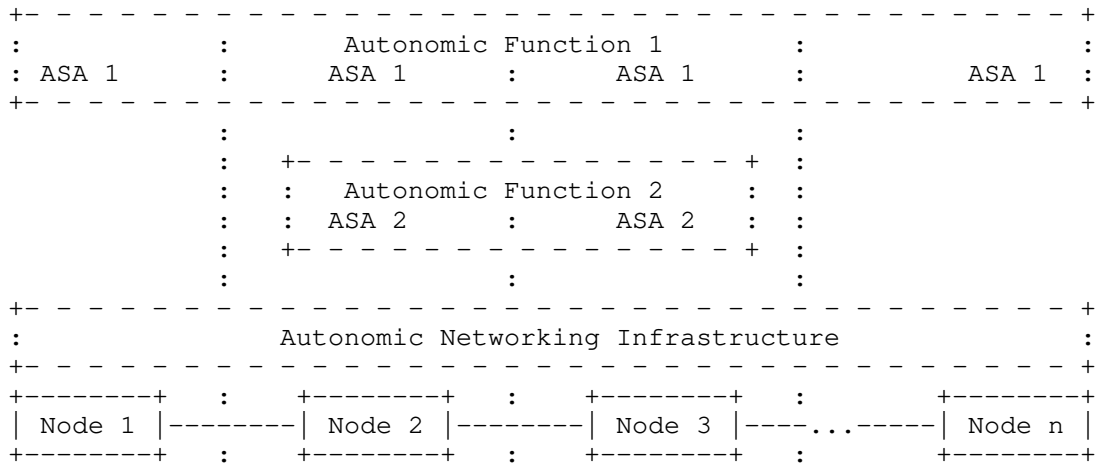 +- - - - - - - - - - - - - - - - - - - - - - - - - - - - - - - - - +
:            :       Autonomic Function 1        :                 :
: ASA 1      :      ASA 1      :      ASA 1      :          ASA 1  :
+- - - - - - - - - - - - - - - - - - - - - - - - - - - - - - - - - +
             :                 :                 :
             :   +- - - - - - - - - - - - - - +  :
             :   :   Autonomic Function 2     :  :
             :   :  ASA 2      :      ASA 2   :  :
             :   +- - - - - - - - - - - - - - +  :
             :                 :                 :
+- - - - - - - - - - - - - - - - - - - - - - - - - - - - - - - - - +
:                Autonomic Networking Infrastructure               :
+- - - - - - - - - - - - - - - - - - - - - - - - - - - - - - - - - +
+--------+   :    +--------+   :    +--------+   :        +--------+
| Node 1 |--------| Node 2 |--------| Node 3 |----...-----| Node n |
+--------+   :    +--------+   :    +--------+   :        +--------+